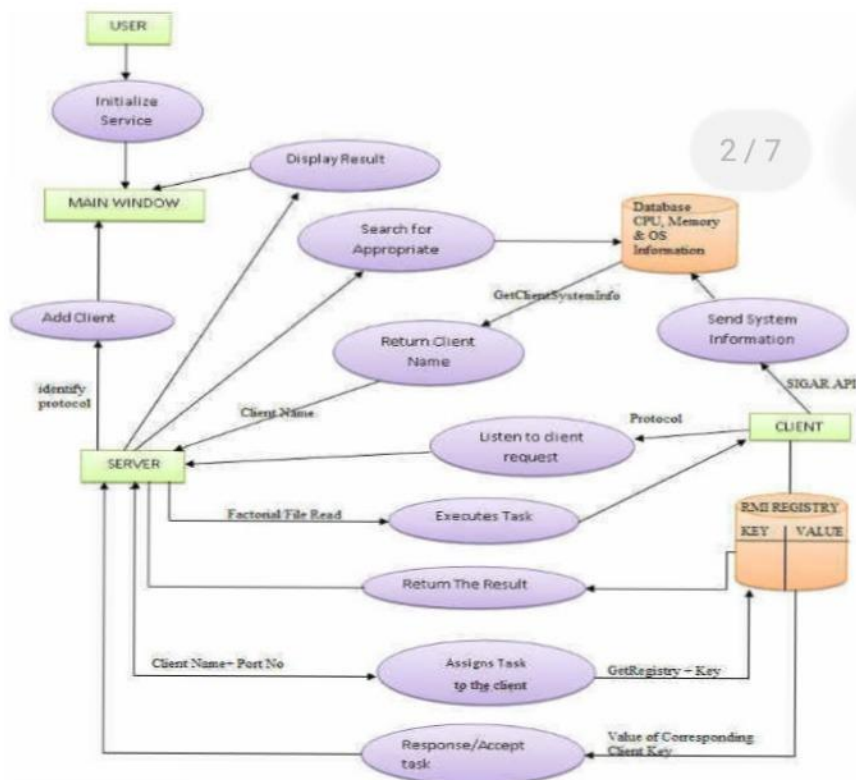 USER
Initialize
Service
2 / 7
Display Result
MAIN WINDOW
Database
CPU, Memory
& OS
Information
Search for
Appropriate
GetClientSystemInfo
Add Client
Send System
Information
Return Client
Name
identify
protocol
SIGAR API
Client Name
Protocol
CLIENT
Listen to client
request
SERVER
RMI REGISTRY
KEY
VALUE
Factorial/File Read
Executes Task
Return The Result
Client Name+ Port No
Assigns Task
to the client
GetRegistry + Key
Response/Accept
task
Value of Corresponding
Client Key